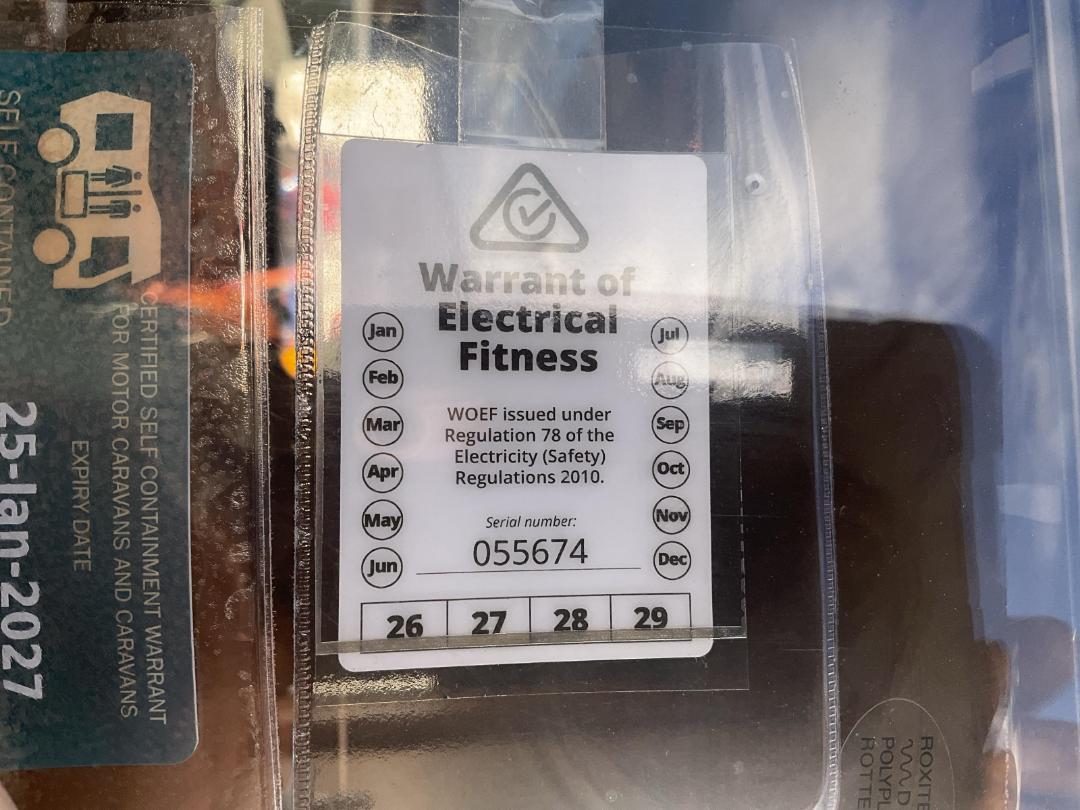 SELF CONTAINED
CERTIFIED SELF CONTAINMENT WARRANT
FOR MOTOR CARAVANS AND CARAVANS
EXPIRY DATE
25-Jan-2027
Warrant of
Electrical
Fitness
Jan
Feb
Mar
Apr
May
Jun
WOEF issued under
Regulation 78 of the
Electricity (Safety)
Regulations 2010.
Serial number:
055674
Jul
Aug
Sep
Oct
Nov
Dec
26 27 28 29